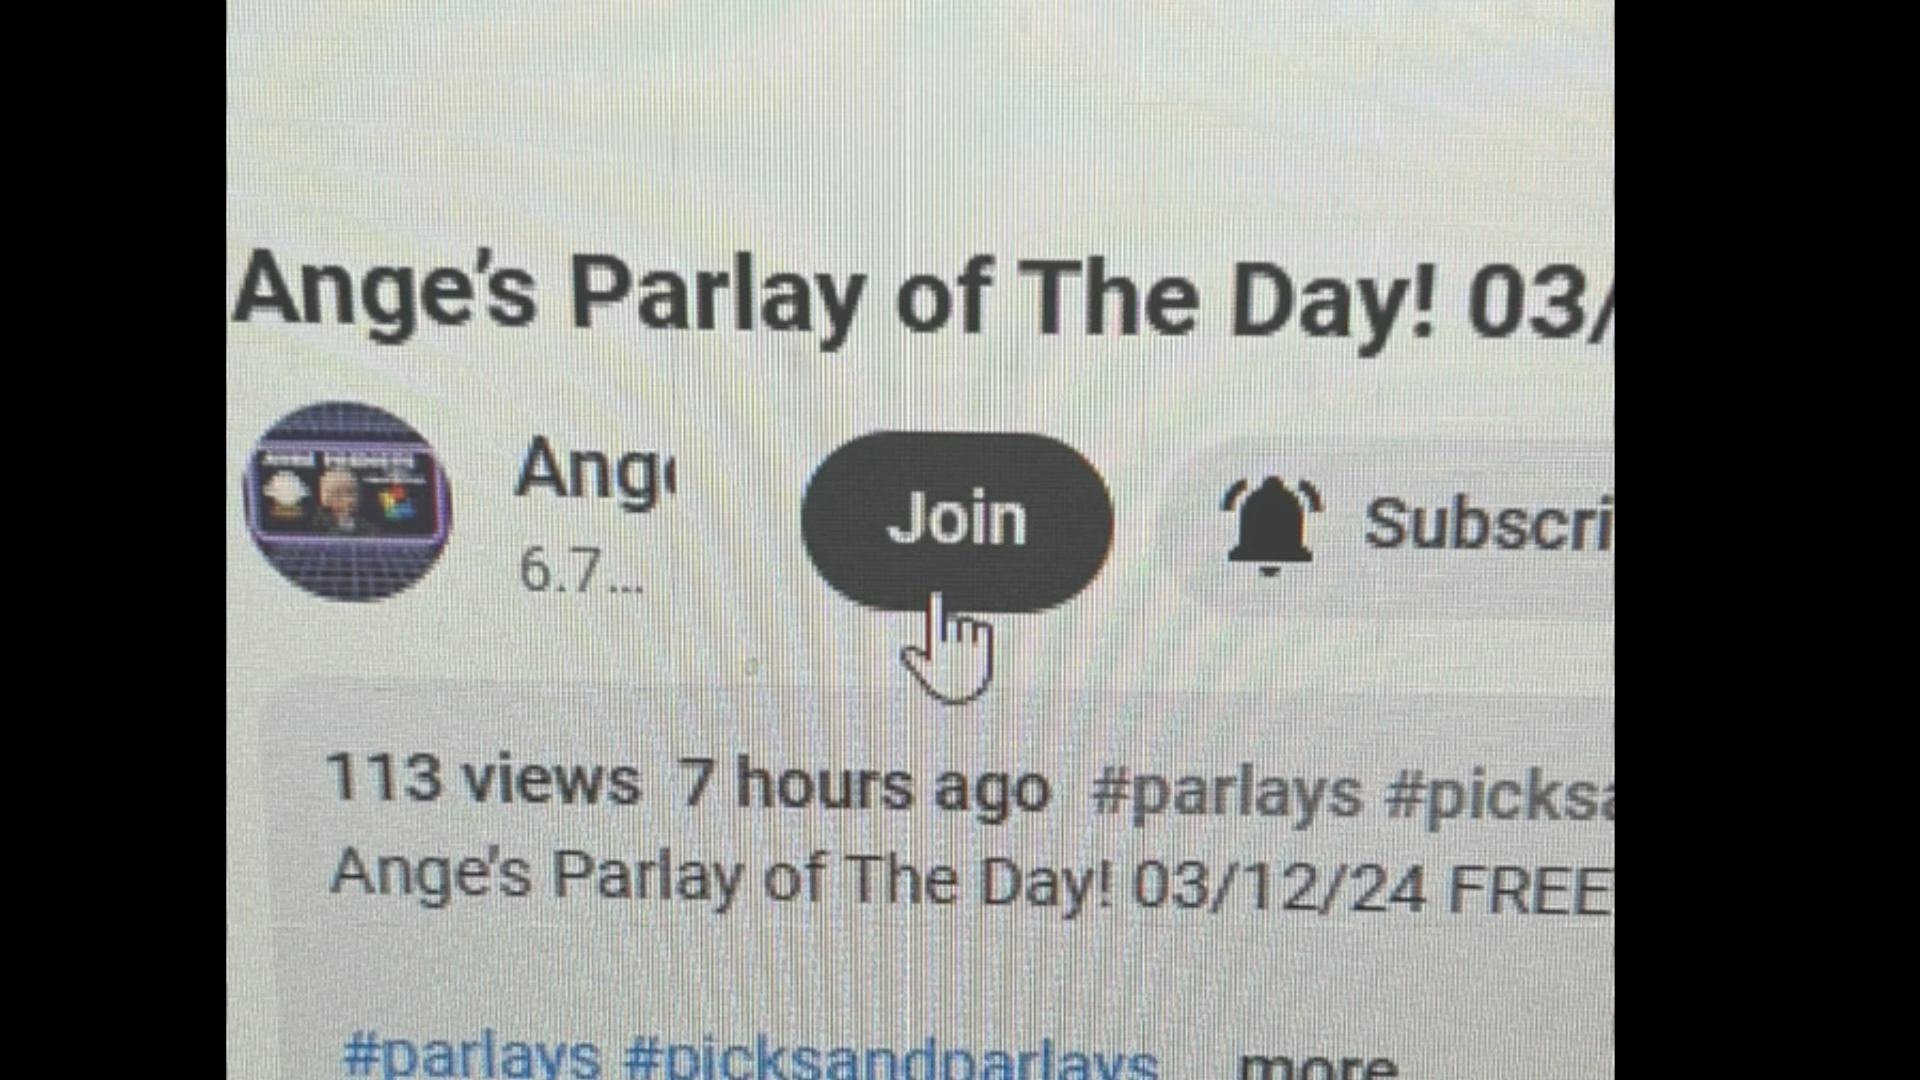 Ange's Parlay of The Day! 03/
Ang
6.7...
Join
Subscri
113 views 7 hours ago #parlays #picksa
Ange's Parlay of The Day! 03/12/24 FREE
#parlays #picksandparlays more